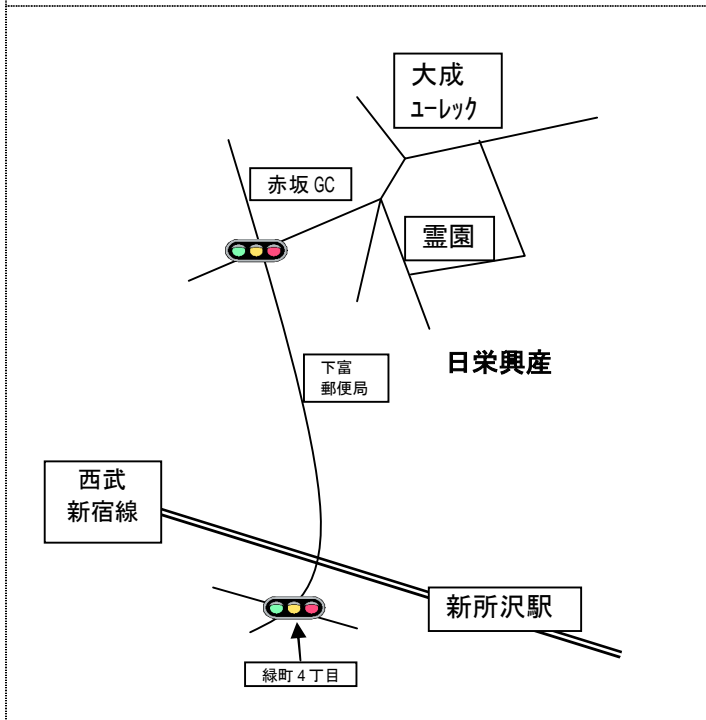 大成
ユーレック
赤坂 GC
霊園
日栄興産
下富
郵便局
西武
新宿線
新所沢駅
緑町4丁目